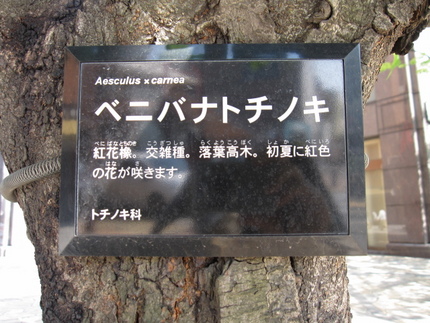 Aesculus × carnea
ベニバナトチノキ
紅花橡。交雑種。落葉高木。初夏に紅色
の花が咲きます。
トチノキ科